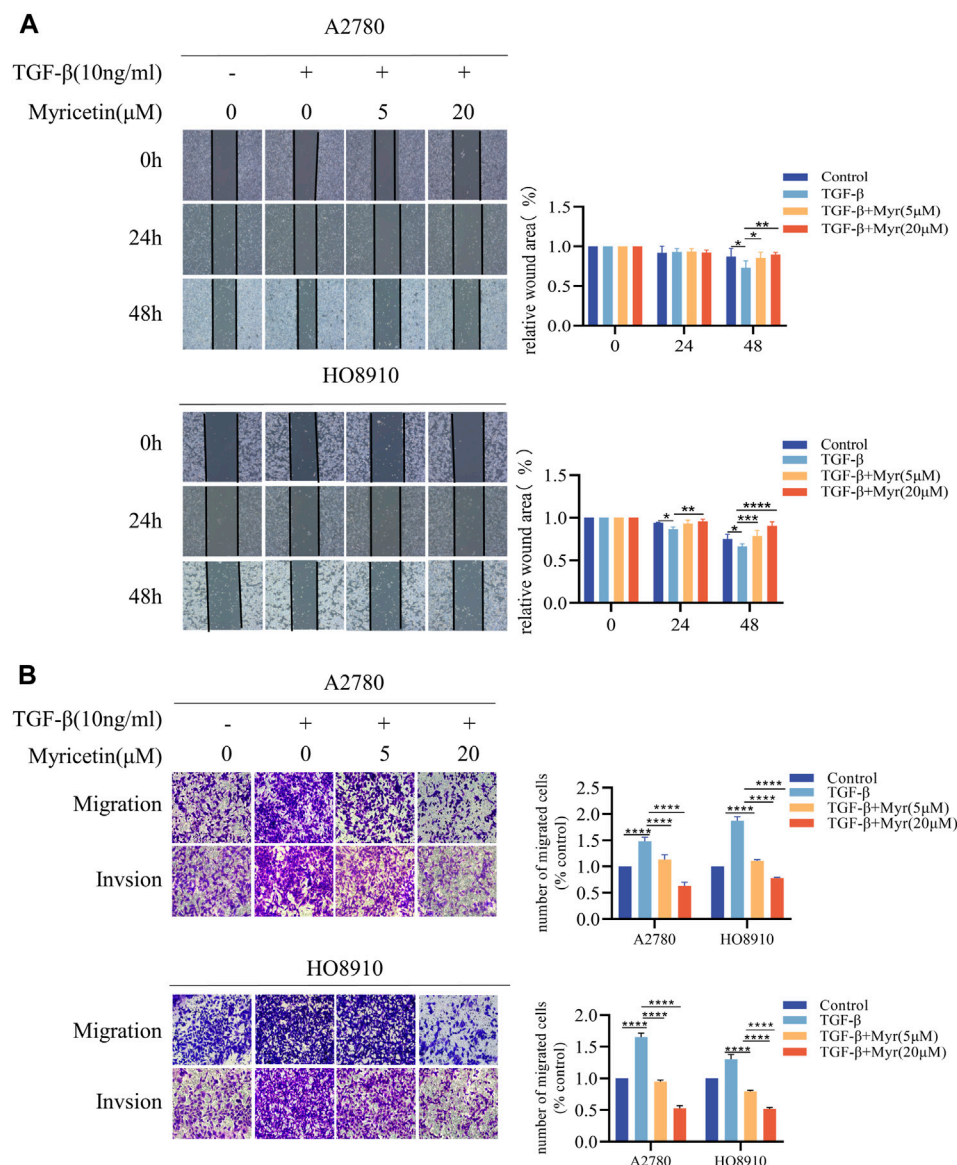 A
A2780
TGF-β(10ng/ml) - + + +
Myricetin(μM) 0 0 5 20
0h
24h
48h
relative wound area( %)
1.5
1.0
0.5
0.0
0 24 48
* * **
Control
TGF-β
TGF-β+Myr(5μM)
TGF-β+Myr(20μM)
HO8910
0h
24h
48h
relative wound area( %)
1.5
1.0
0.5
0.0
0 24 48
* ** * *** ****
Control
TGF-β
TGF-β+Myr(5μM)
TGF-β+Myr(20μM)
B
A2780
TGF-β(10ng/ml) - + + +
Myricetin(μM) 0 0 5 20
Migration
Invsion
number of migrated cells
(% control)
2.5
2.0
1.5
1.0
0.5
0.0
A2780 HO8910
**** **** **** **** **** ****
Control
TGF-β
TGF-β+Myr(5μM)
TGF-β+Myr(20μM)
HO8910
Migration
Invsion
number of migrated cells
(% control)
2.0
1.5
1.0
0.5
0.0
A2780 HO8910
**** **** **** **** **** ****
Control
TGF-β
TGF-β+Myr(5μM)
TGF-β+Myr(20μM)